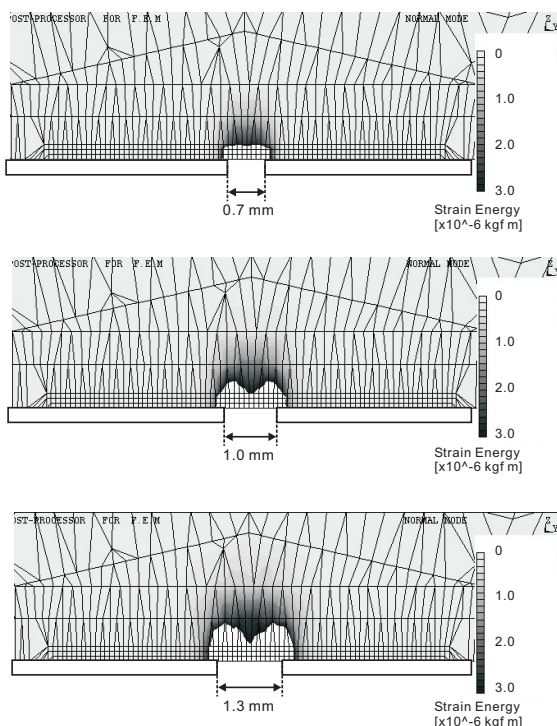 POST-PROCESSOR FOR F.E.M NORMAL MODE Z
Y
0
1.0
2.0
3.0
0.7 mm
Strain Energy
[x10^-6 kgf m]
OST-PROCESSOR FOR F.E.M NORMAL MODE Z
0
1.0
2.0
3.0
1.0 mm
Strain Energy
[x10^-6 kgf m]
ST-PROCESSOR FOR F.E.M NORMAL MODE Z
0
1.0
2.0
3.0
1.3 mm
Strain Energy
[x10^-6 kgf m]